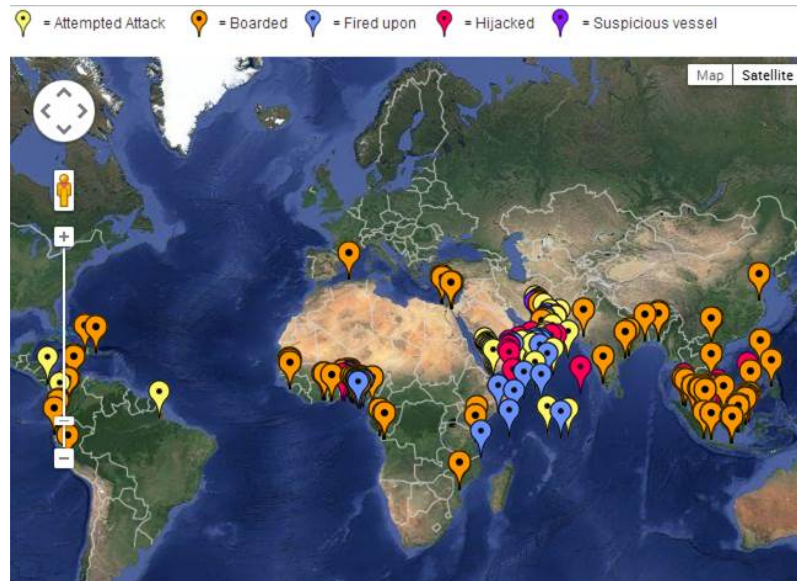 = Attempted Attack = Boarded = Fired upon = Hijacked = Suspicious vessel
Map Satellite